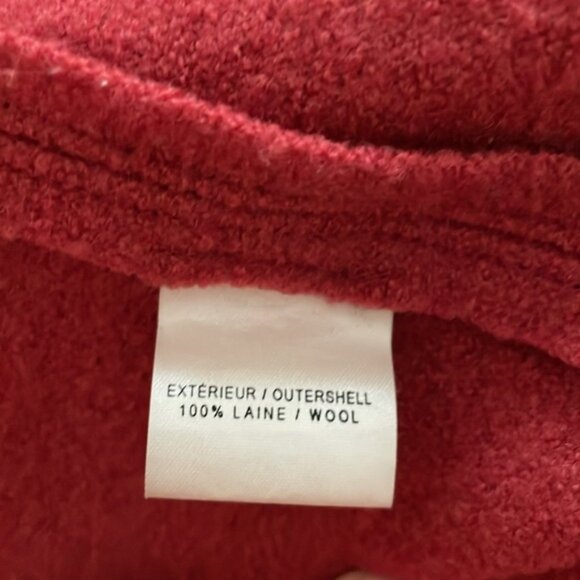 EXTÉRIEUR / OUTERSHELL
100% LAINE / WOOL